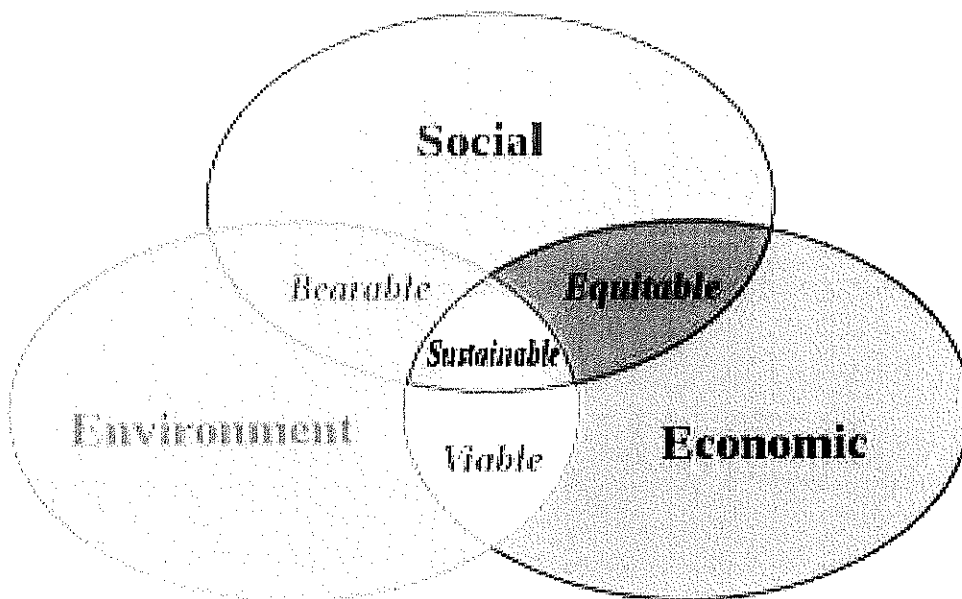 Social
Bearable
Equitable
Sustainable
Environment
Viable
Economic